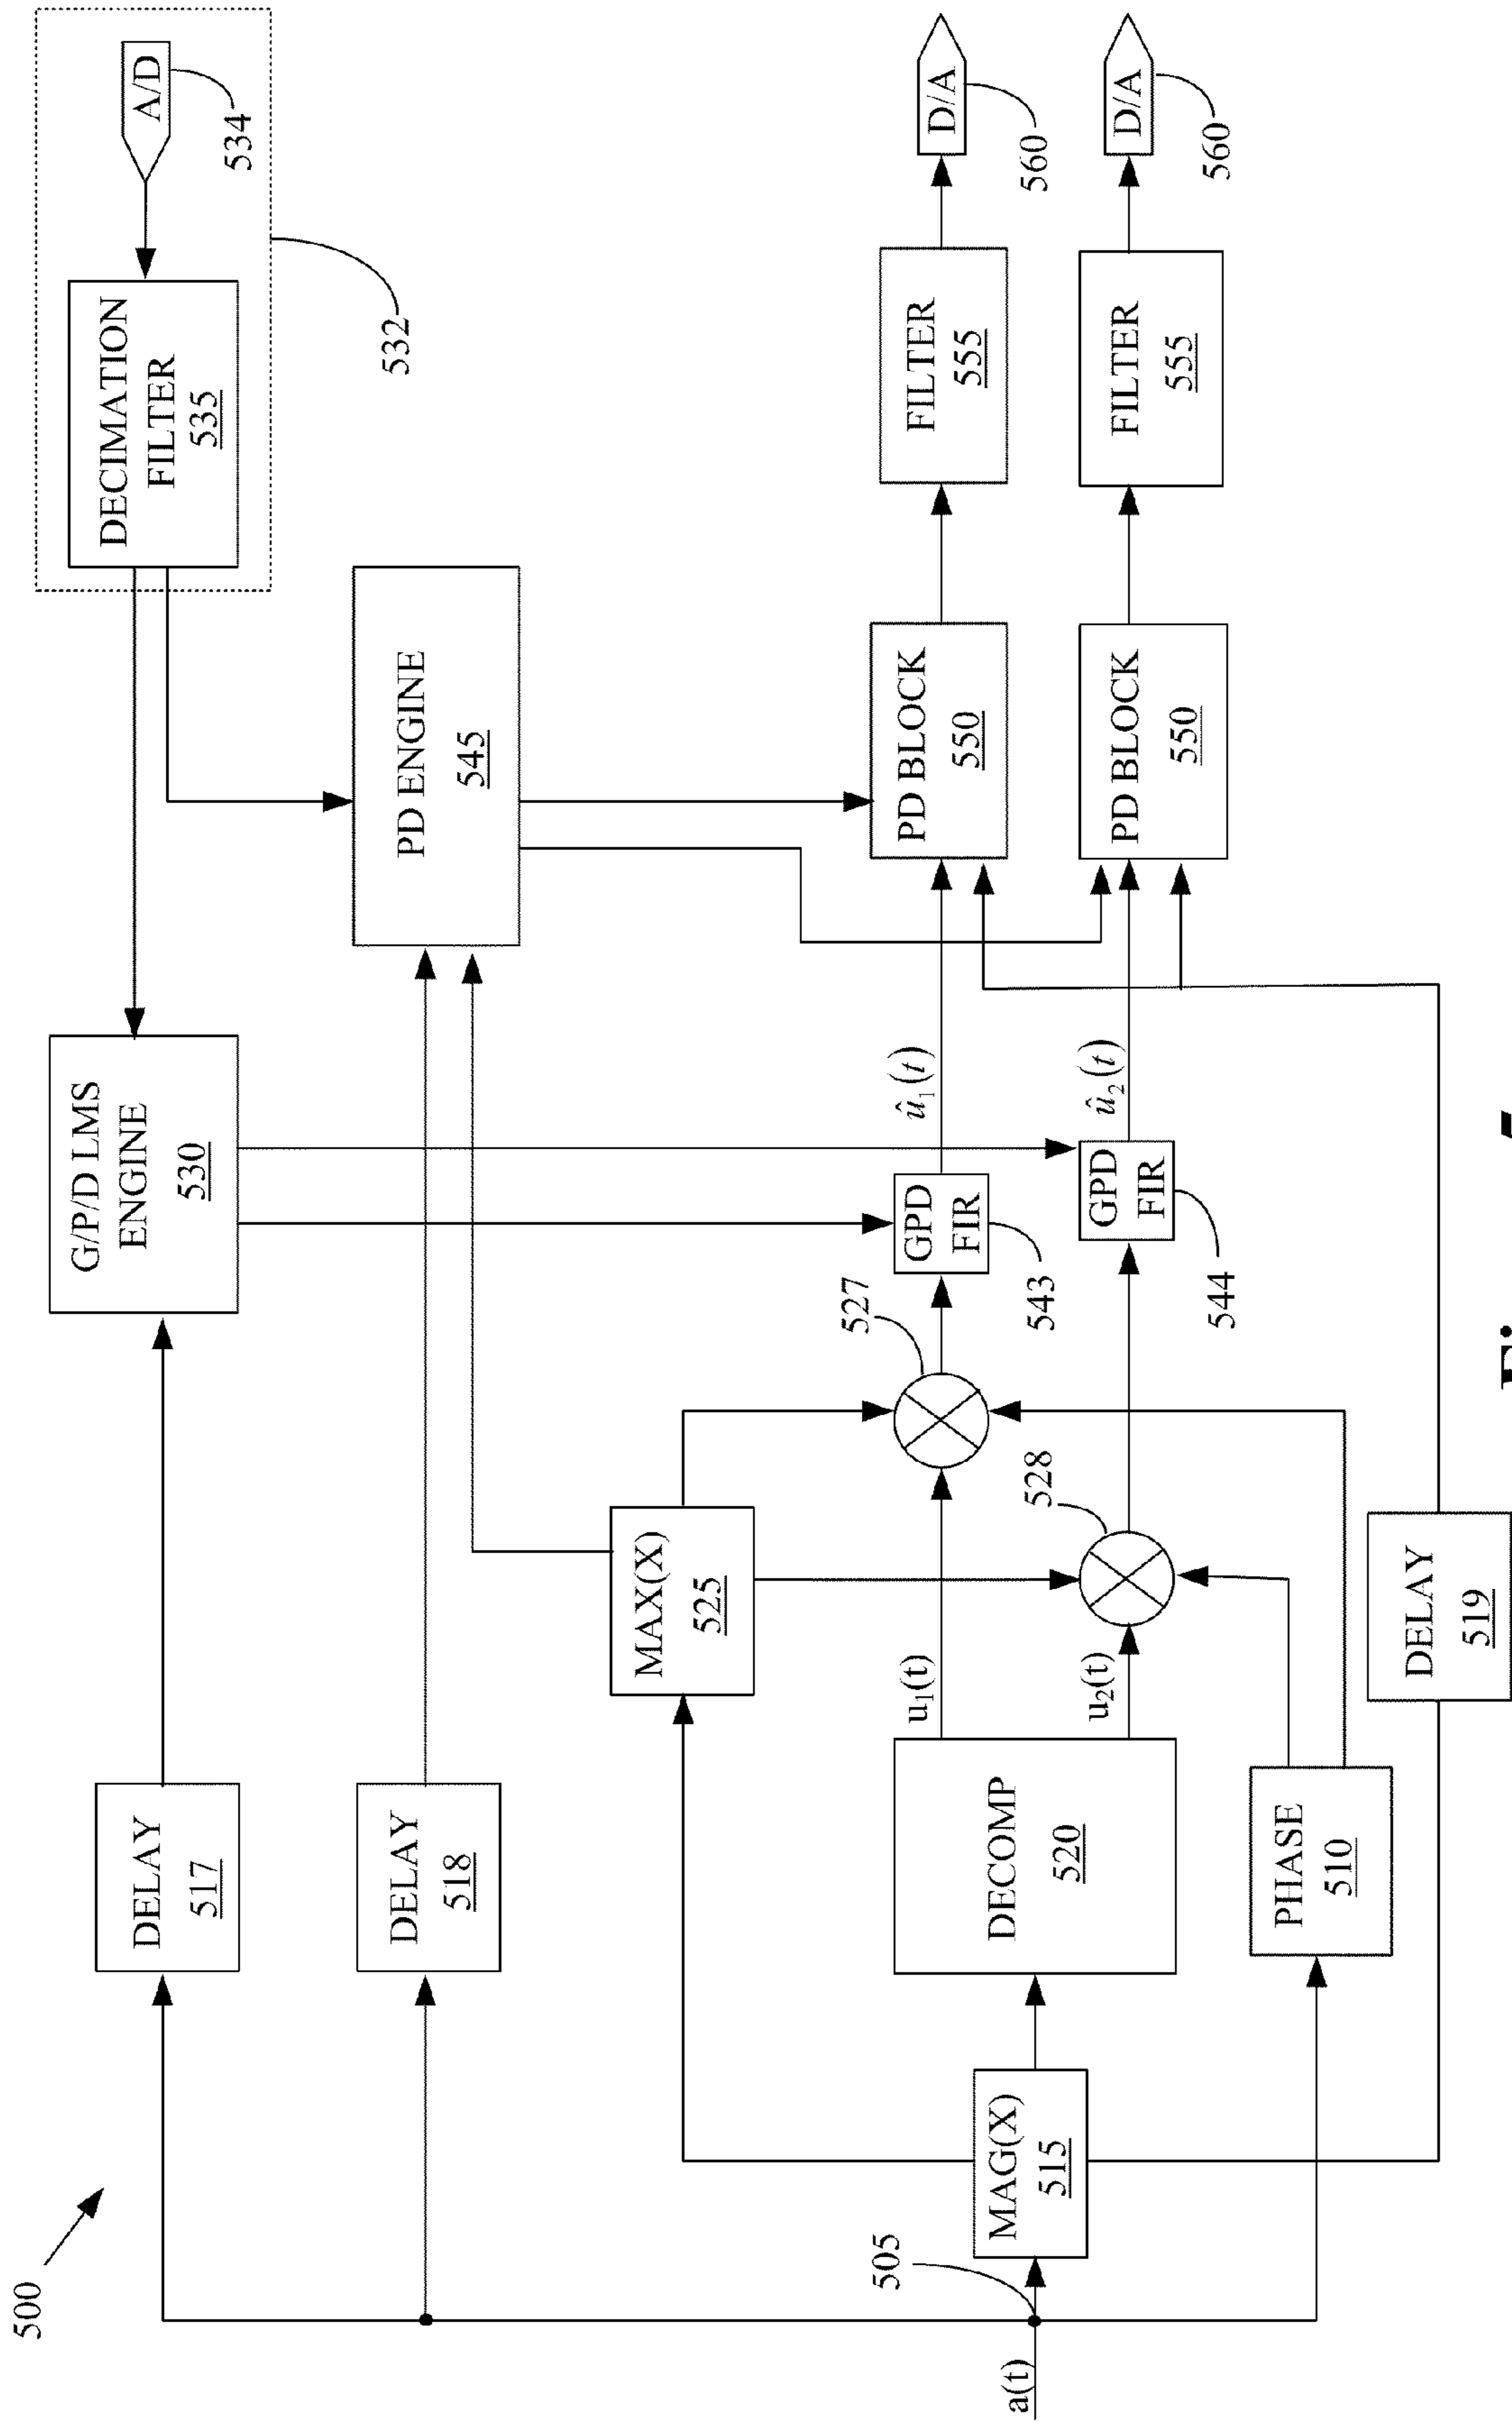 500
A/D
534
DECIMATION
FILTER
535
532
G/P/D LMS
ENGINE
530
DELAY
517
DELAY
518
PD ENGINE
545
MAX(X)
525
527
528
a(t)
505
MAG(X)
515
DECOMP
520
u₁(t)
u₂(t)
PHASE
510
DELAY
519
GPD
FIR
543
GPD
FIR
544
û₁(t)
û₂(t)
PD BLOCK
550
PD BLOCK
550
FILTER
555
FILTER
555
D/A
560
D/A
560